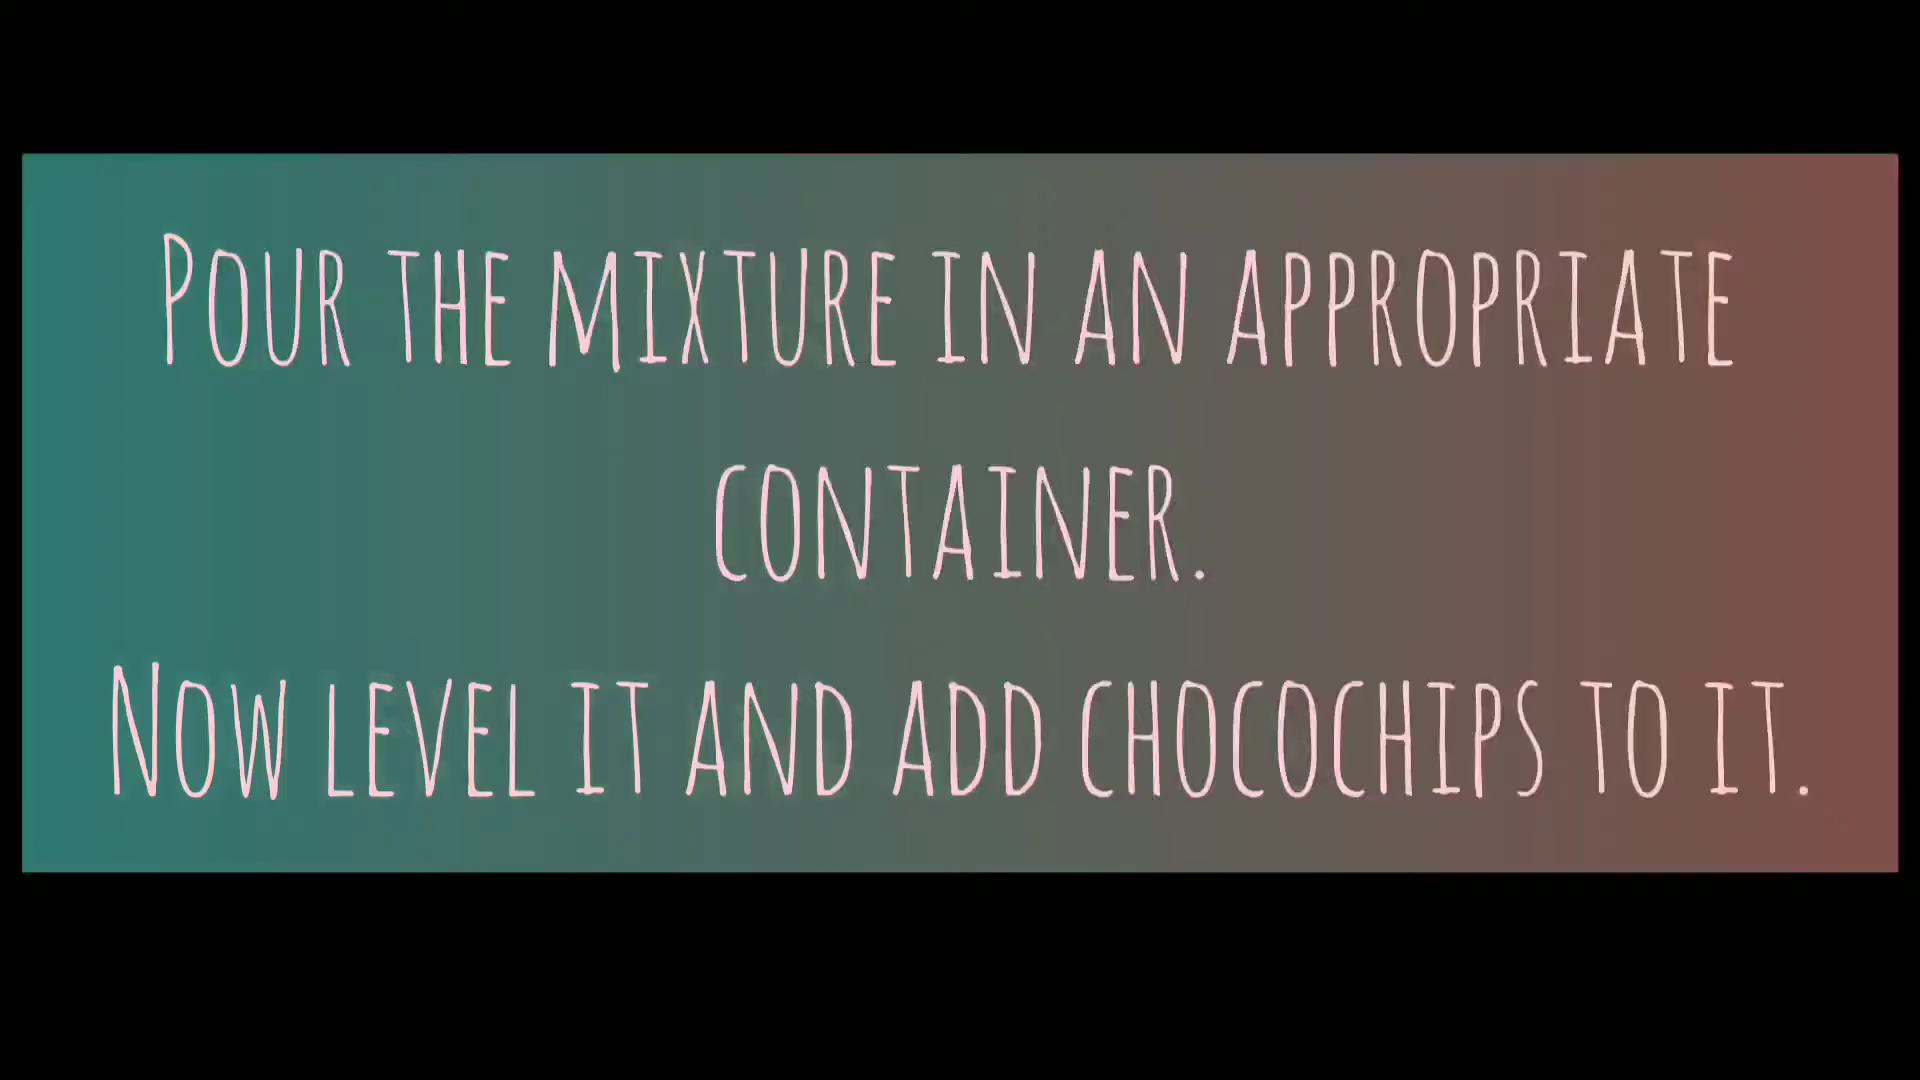 Pour the mixture in an appropriate
container.
Now level it and add chocochips to it.